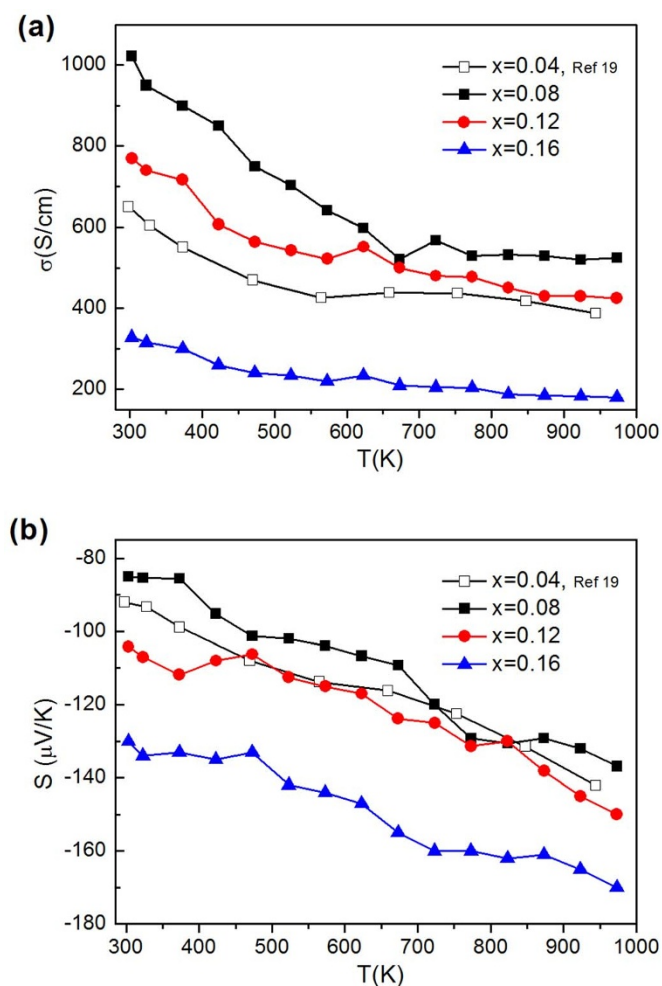 (a)
x=0.04, Ref 19
x=0.08
x=0.12
x=0.16
1000
800
600
400
200
σ(S/cm)
300 400 500 600 700 800 900 1000
T(K)
(b)
x=0.04, Ref 19
x=0.08
x=0.12
x=0.16
-80
-100
-120
-140
-160
-180
S (μV/K)
300 400 500 600 700 800 900 1000
T(K)